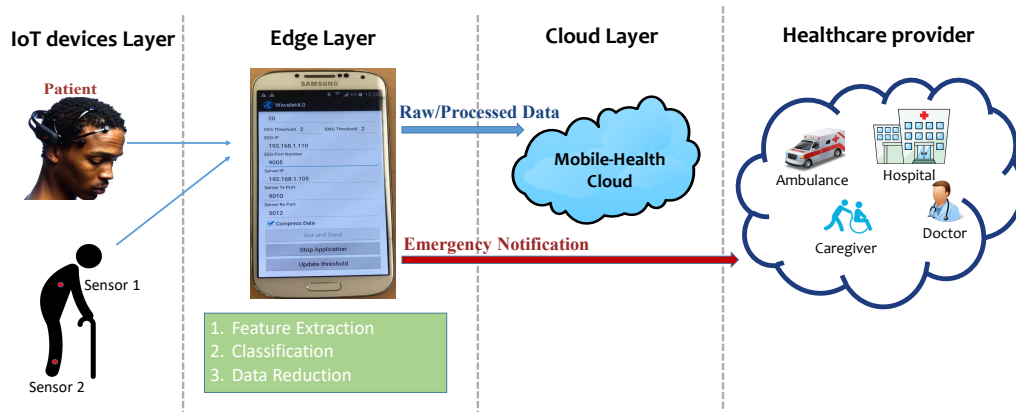 IoT devices Layer
Edge Layer
Cloud Layer
Healthcare provider
Patient
Sensor 1
Sensor 2
SAMSUNG
Wavelet4.0
20
EEG Threshold 2 EMG Threshold 2
EEG IP
192.168.1.110
EEG Port Number
9005
Server IP
192.168.1.105
Server Tx Port
9010
Server Rx Port
5012
Compress Data
Get and Send
Stop Application
Update threshold
1. Feature Extraction
2. Classification
3. Data Reduction
Raw/Processed Data
Mobile-Health
Cloud
Emergency Notification
Ambulance
Hospital
Caregiver
Doctor